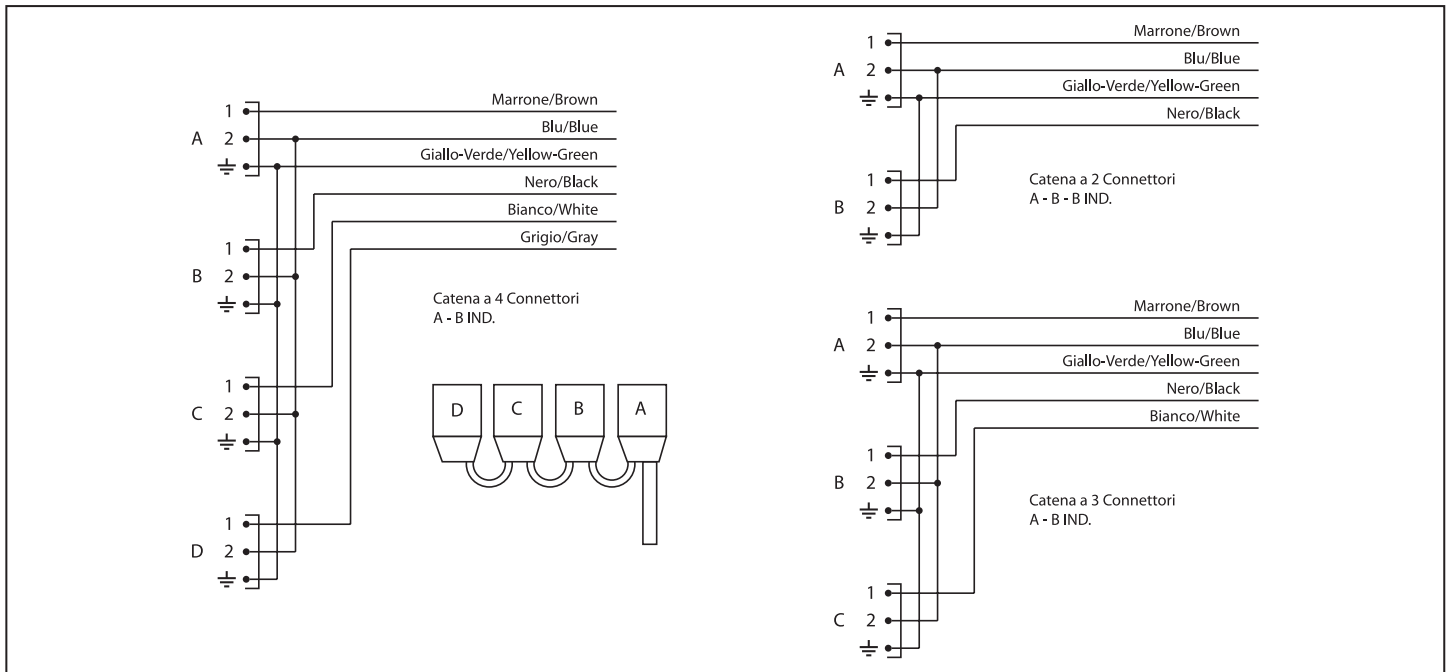 Marrone/Brown
1
Blu/Blue
A 2
Giallo-Verde/Yellow-Green
Nero/Black
Bianco/White
1
Grigio/Gray
B 2
Catena a 4 Connettori
A - B IND.
1
C 2
D C B A
1
D 2
Marrone/Brown
1
Blu/Blue
A 2
Giallo-Verde/Yellow-Green
Nero/Black
1
Catena a 2 Connettori
B 2
A - B - B IND.
Marrone/Brown
1
Blu/Blue
A 2
Giallo-Verde/Yellow-Green
Nero/Black
Bianco/White
1
B 2
Catena a 3 Connettori
A - B IND.
1
C 2